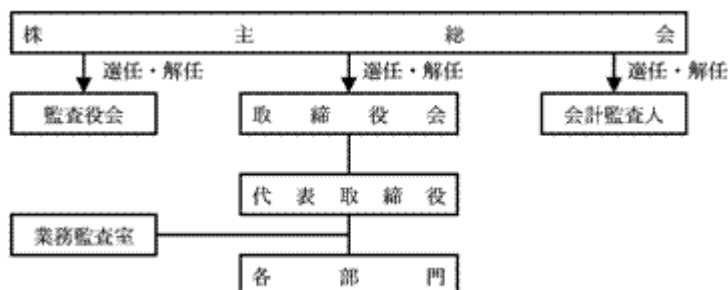 株主総会
選任・解任 選任・解任 選任・解任
監査役会 取締役会 会計監査人
代表取締役
業務監査室
各部門